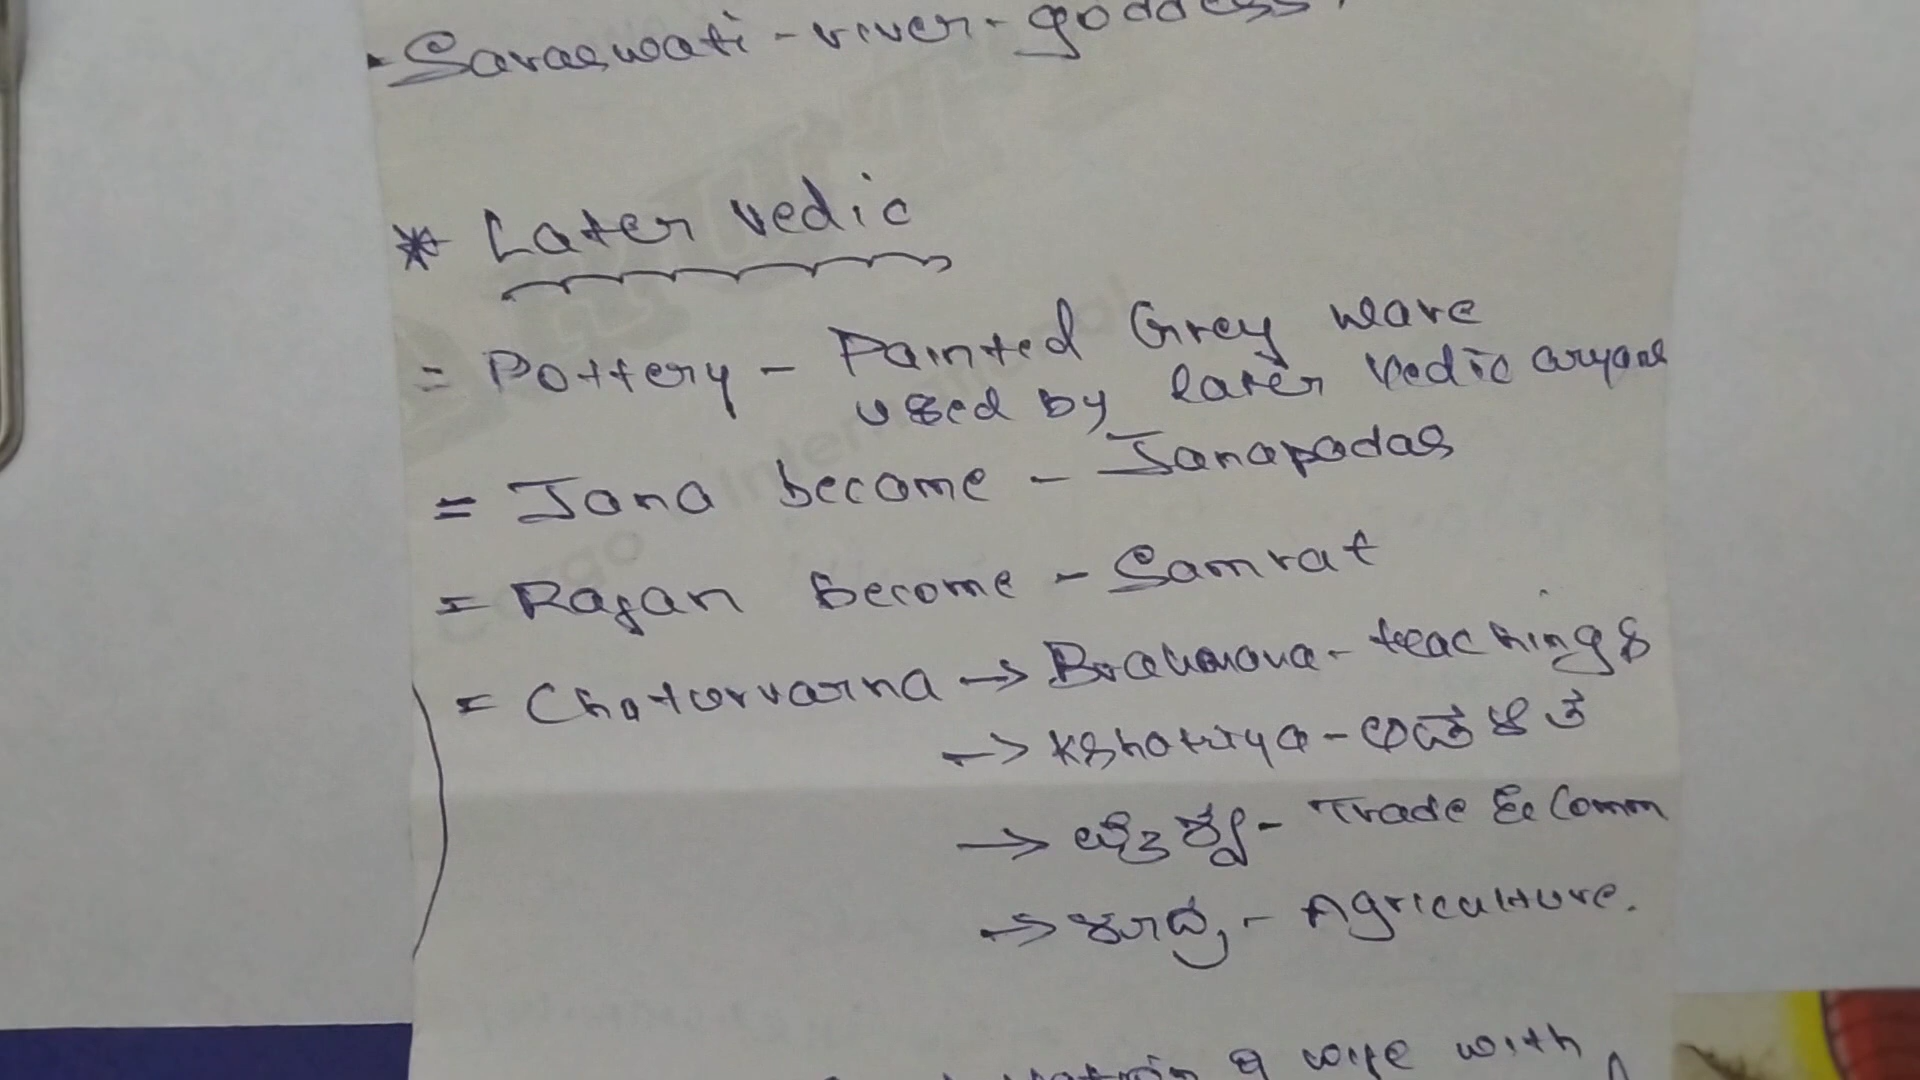 Saraswati - river - goddess.
* Later Vedic
= Pottery - Painted Grey ware
used by later Vedic aryans
= Jana become - Janapadas
= Rajan become - Samrat
= Chaturvarna → Brahmana - teachings
→ Kshatriya -
→ ವೈಶ್ಯ - Trade & Comm
→ ಶೂದ್ರ - Agriculture.
a wife with